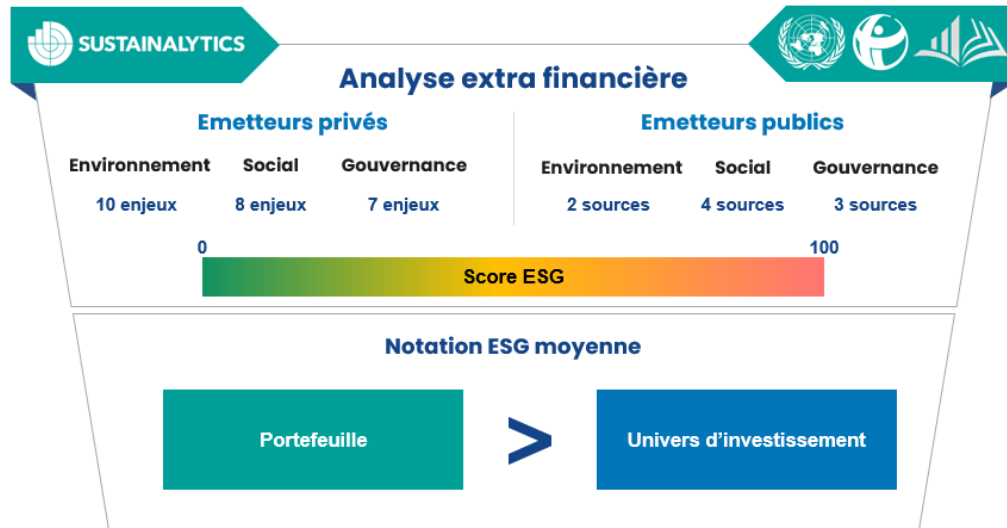 SUSTAINALYTICS
Analyse extra financière
Emetteurs privés
Emetteurs publics
Environnement Social Gouvernance
Environnement Social Gouvernance
10 enjeux 8 enjeux 7 enjeux
2 sources 4 sources 3 sources
0 100
Score ESG
Notation ESG moyenne
Portefeuille > Univers d’investissement